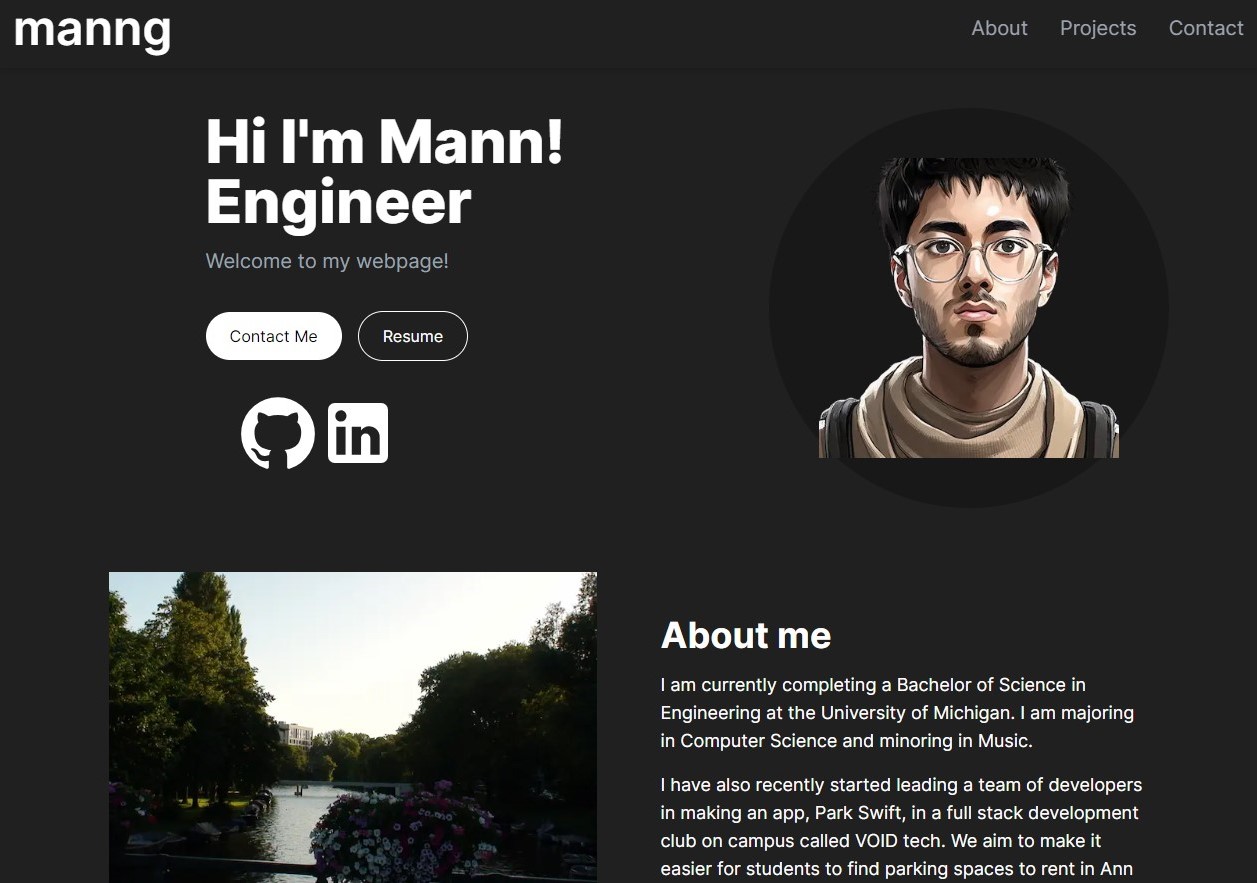 manng
About Projects Contact
Hi I'm Mann!
Engineer
Welcome to my webpage!
Contact Me Resume
in
About me
I am currently completing a Bachelor of Science in
Engineering at the University of Michigan. I am majoring
in Computer Science and minoring in Music.
I have also recently started leading a team of developers
in making an app, Park Swift, in a full stack development
club on campus called VOID tech. We aim to make it
easier for students to find parking spaces to rent in Ann